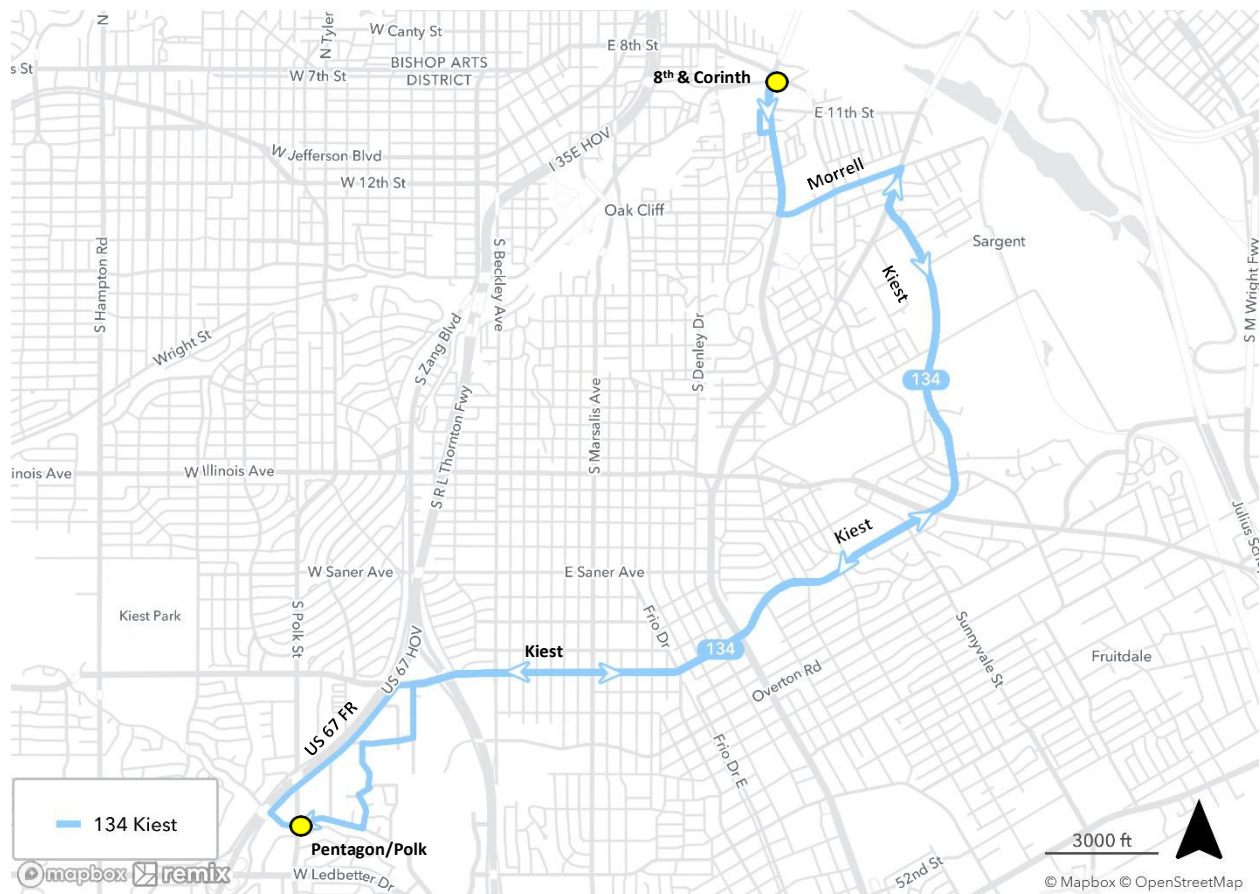 N
N Tyler
W Canty St
E 8th St
s St
W 7th St
BISHOP ARTS
DISTRICT
8th & Corinth
E 11th St
I 35E HOV
W Jefferson Blvd
W 12th St
Morrell
Oak Cliff
Sargent
S Hampton Rd
S Beckley Ave
Kiest
S M Wright Fwy
Wright St
S Zang Blvd
S Denley Dr
134
S Marsalis Ave
inois Ave
W Illinois Ave
S R L Thornton Fwy
Kiest
W Saner Ave
E Saner Ave
Kiest Park
S Polk St
Frio Dr
Sunnyvale St
US 67 HOV
134
Kiest
Fruitdale
Overton Rd
US 67 FR
Frio Dr E
134 Kiest
Pentagon/Polk
3000 ft
52nd St
W Ledbetter Dr
mapbox remix
© Mapbox © OpenStreetMap